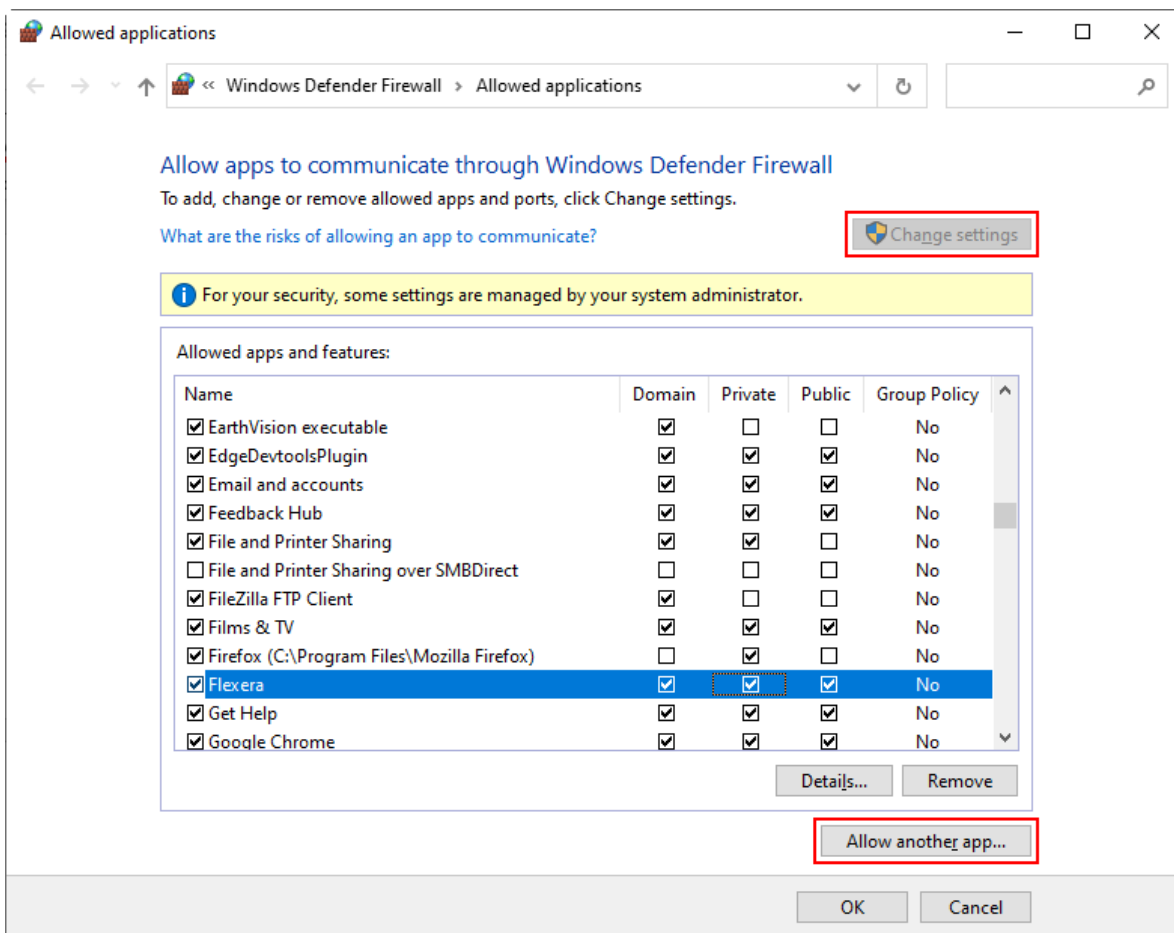 Allowed applications
« Windows Defender Firewall > Allowed applications
Allow apps to communicate through Windows Defender Firewall
To add, change or remove allowed apps and ports, click Change settings.
What are the risks of allowing an app to communicate?
Change settings
For your security, some settings are managed by your system administrator.
Allowed apps and features:
Name Domain Private Public Group Policy
EarthVision executable No
EdgeDevtoolsPlugin No
Email and accounts No
Feedback Hub No
File and Printer Sharing No
File and Printer Sharing over SMBDirect No
FileZilla FTP Client No
Films & TV No
Firefox (C:\Program Files\Mozilla Firefox) No
Flexera No
Get Help No
Google Chrome No
Details... Remove
Allow another app...
OK Cancel